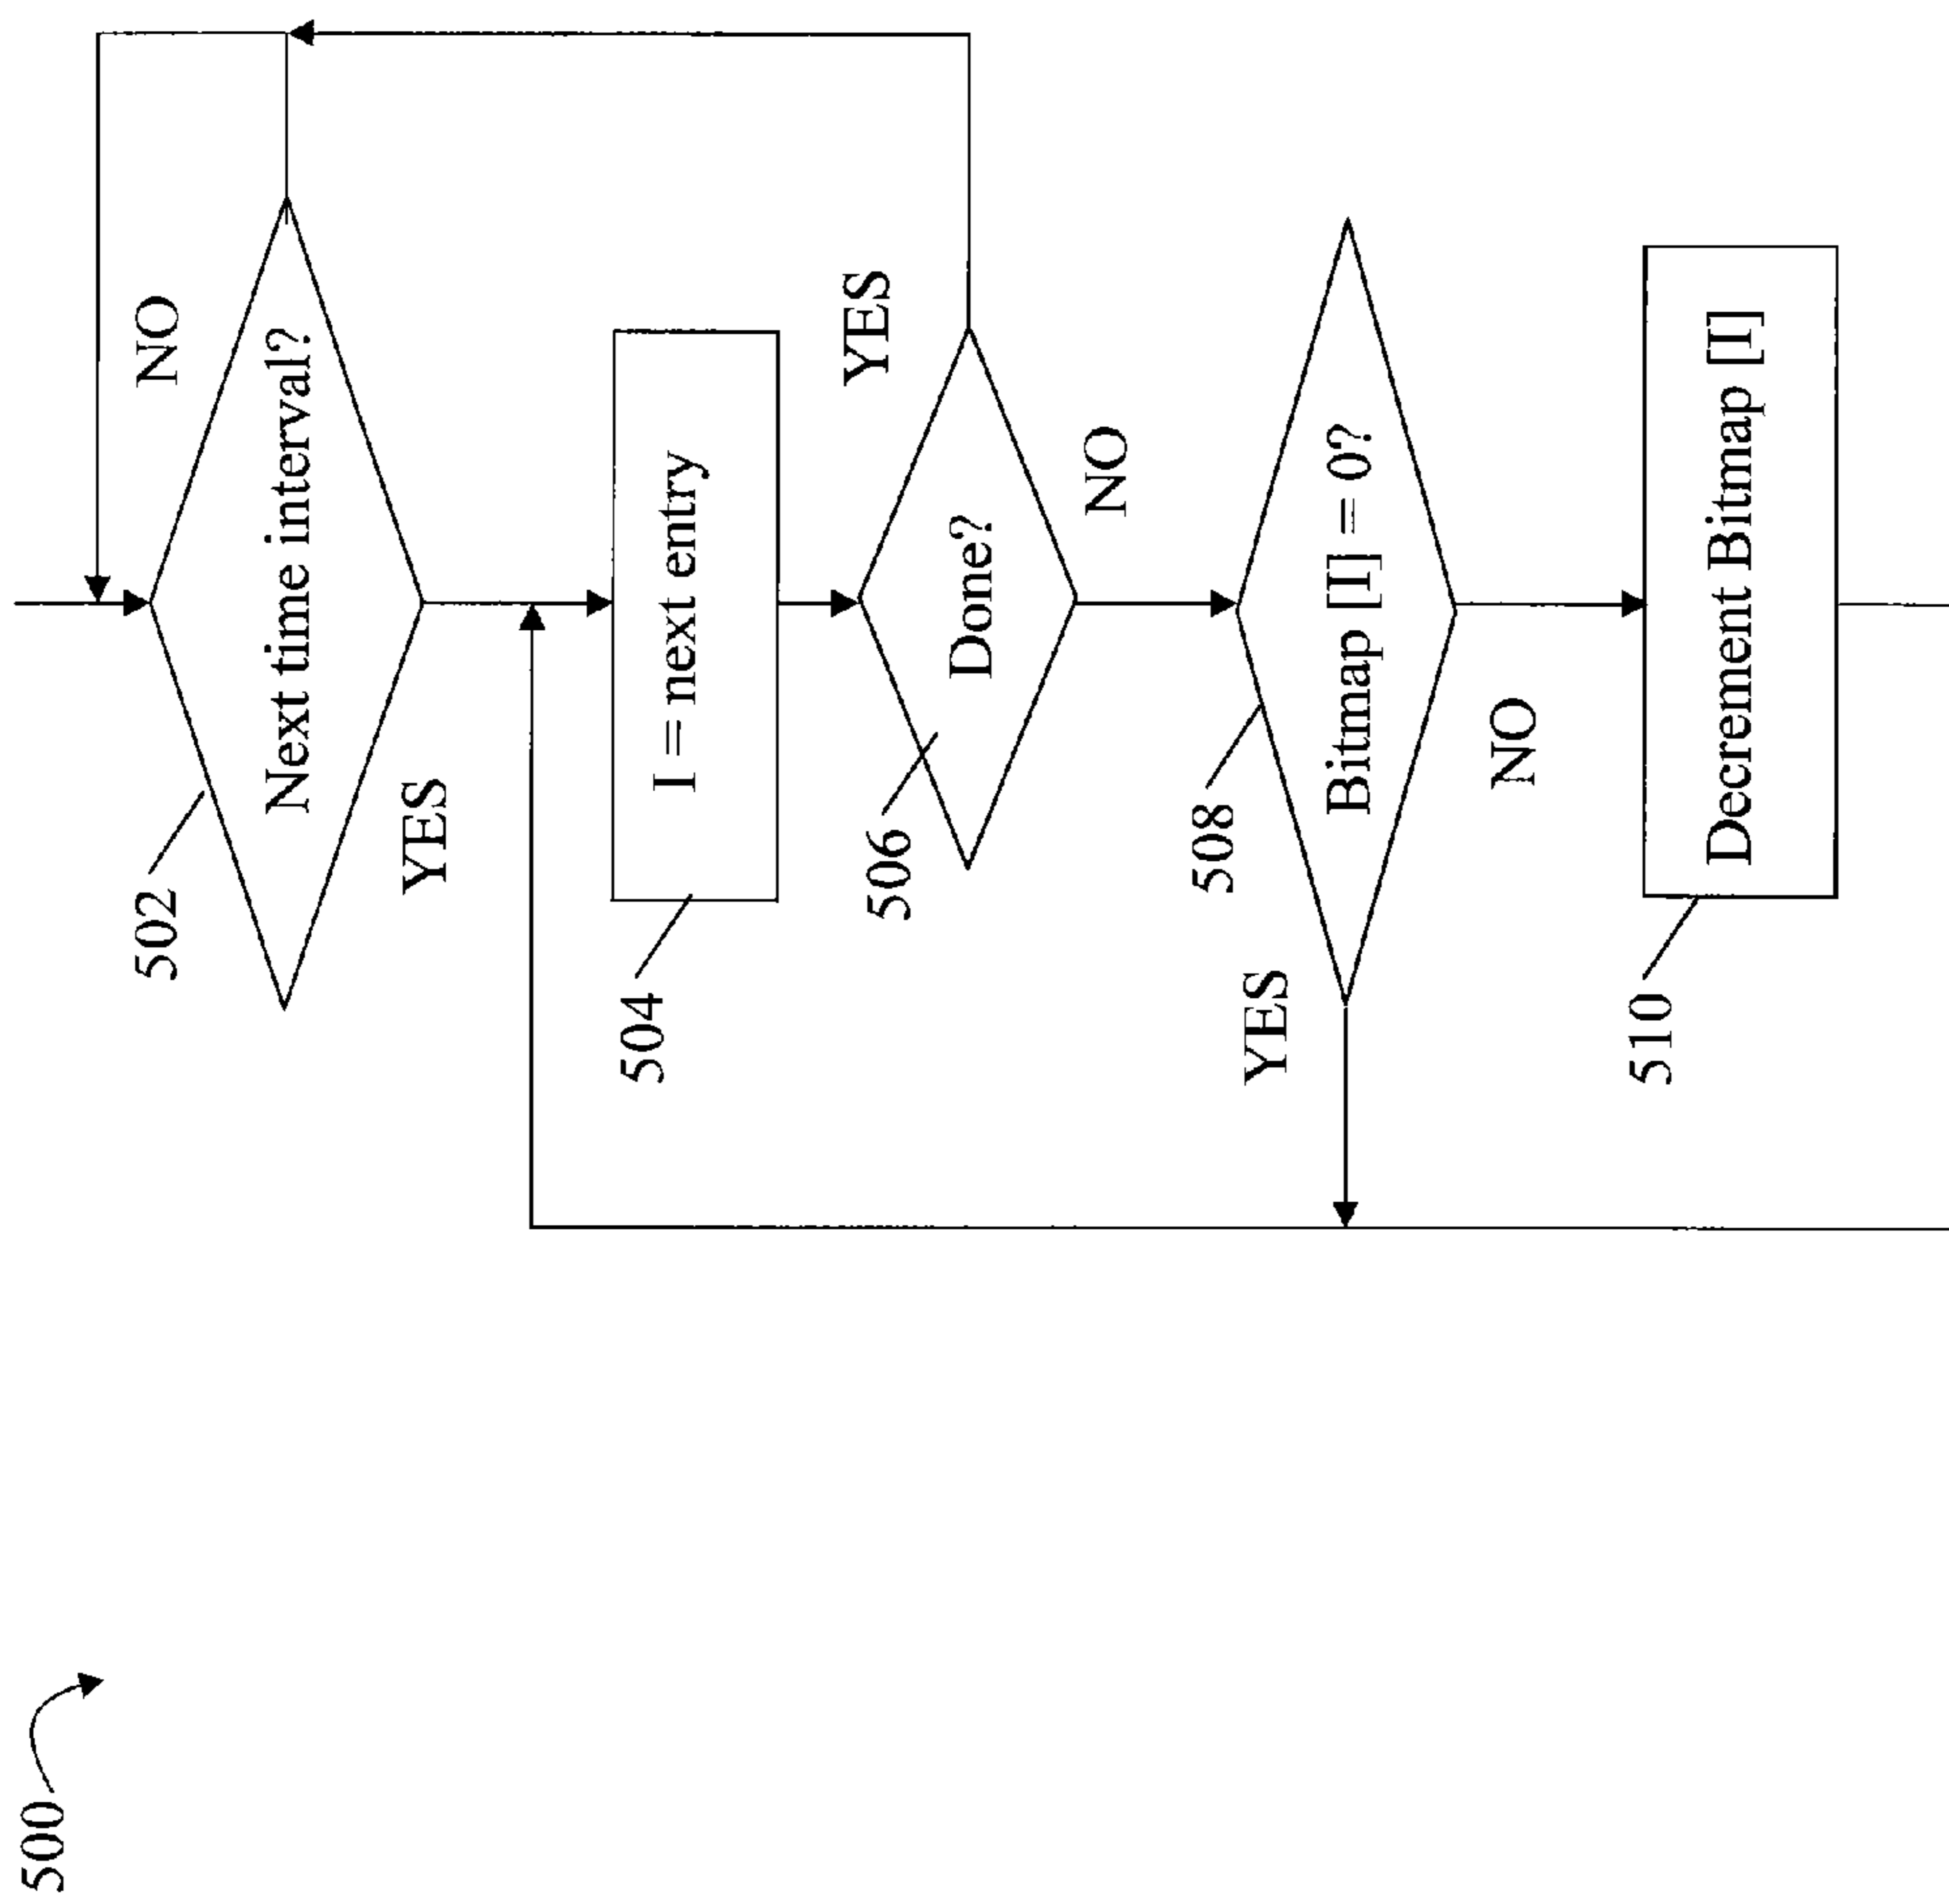 500
NO
502
Next time interval?
YES
504
I = next entry
YES
506
Done?
NO
508
Bitmap [I] = 0?
YES
NO
510
Decrement Bitmap [I]